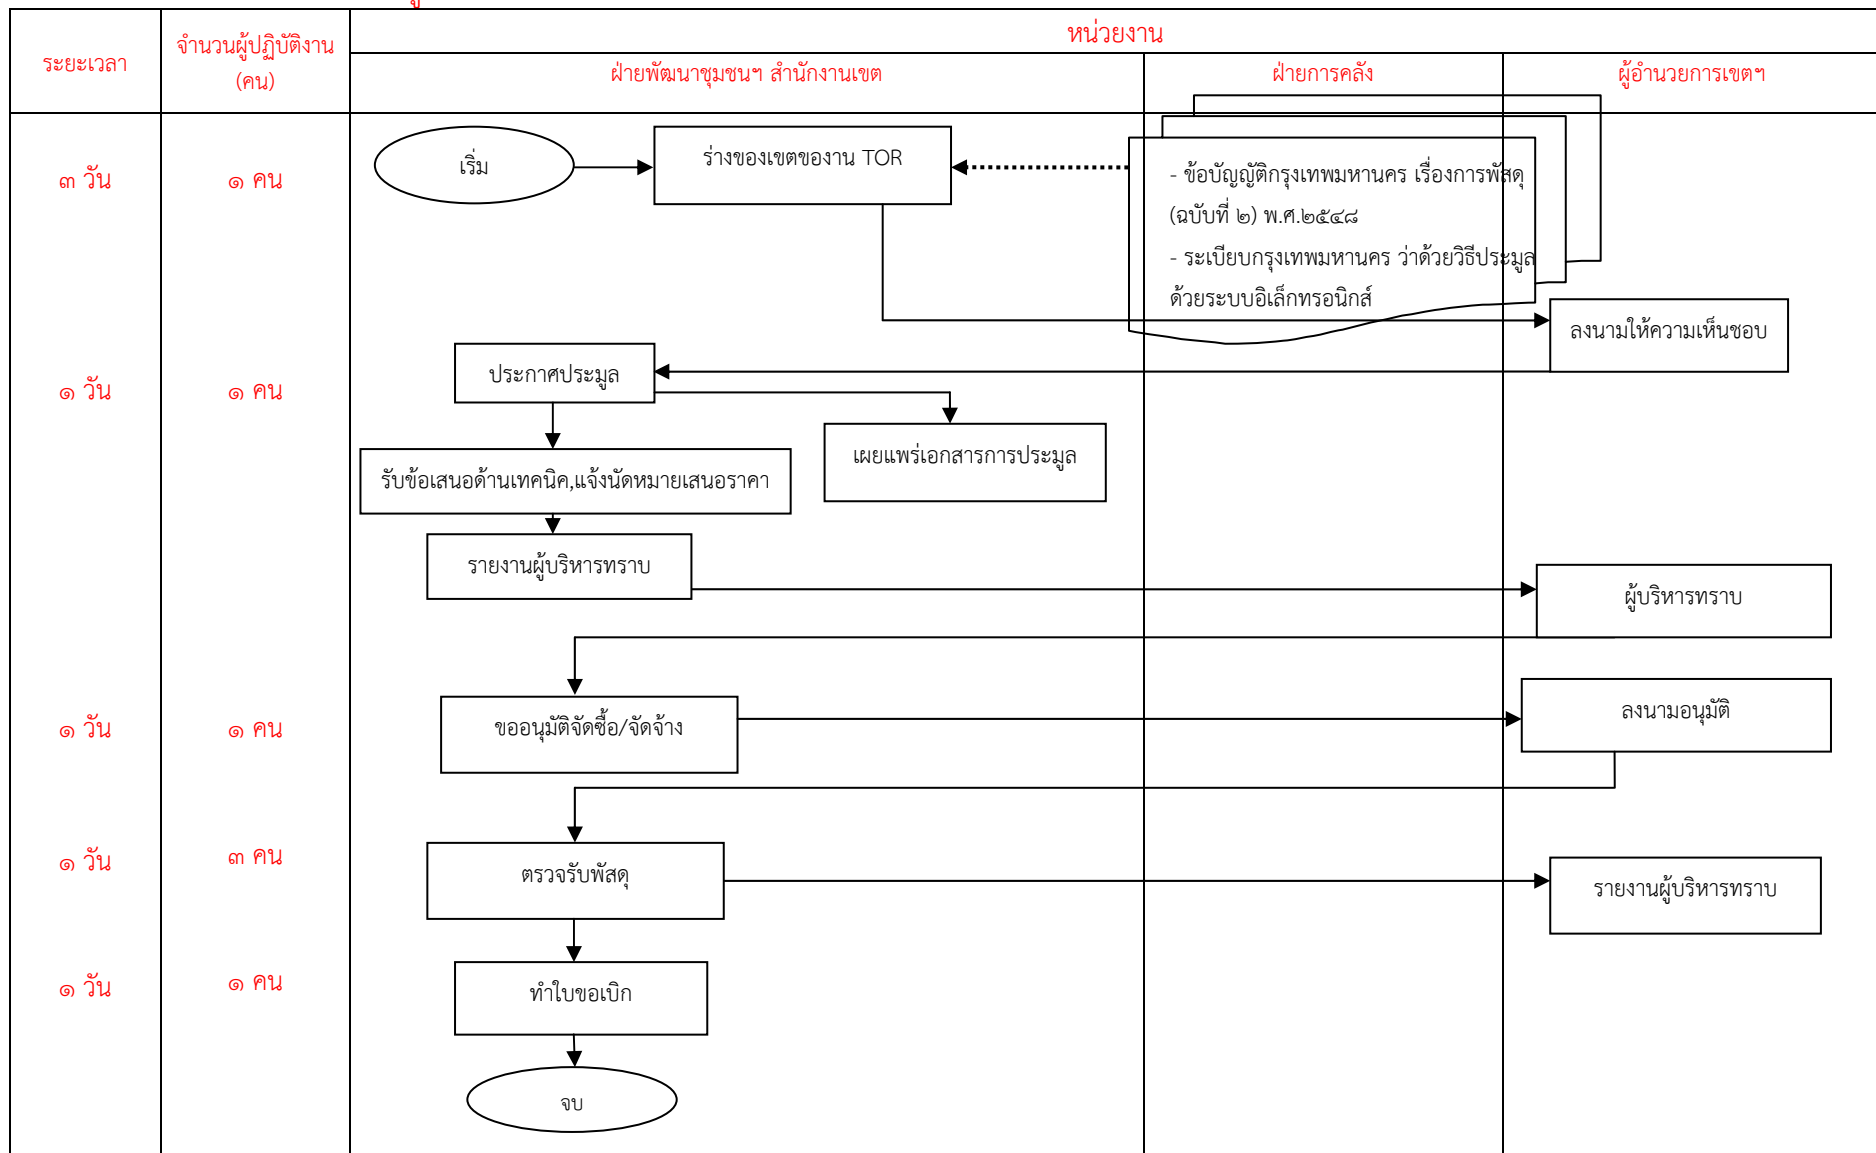 ระยะเวลา
จำนวนผู้ปฏิบัติงาน
(คน)
หน่วยงาน
ฝ่ายพัฒนาชุมชนฯ สำนักงานเขต
ฝ่ายการคลัง
ผู้อำนวยการเขตฯ
๓ วัน
๑ คน
เริ่ม
ร่างของเขตของาน TOR
- ข้อบัญญัติกรุงเทพมหานคร เรื่องการพัสดุ
(ฉบับที่ ๒) พ.ศ.๒๕๔๘
- ระเบียบกรุงเทพมหานคร ว่าด้วยวิธีประมูล
ด้วยระบบอิเล็กทรอนิกส์
ลงนามให้ความเห็นชอบ
๑ วัน
๑ คน
ประกาศประมูล
เผยแพร่เอกสารการประมูล
รับข้อเสนอด้านเทคนิค,แจ้งนัดหมายเสนอราคา
รายงานผู้บริหารทราบ
ผู้บริหารทราบ
๑ วัน
๑ คน
ขออนุมัติจัดซื้อ/จัดจ้าง
ลงนามอนุมัติ
๑ วัน
๓ คน
ตรวจรับพัสดุ
รายงานผู้บริหารทราบ
๑ วัน
๑ คน
ทำใบขอเบิก
จบ